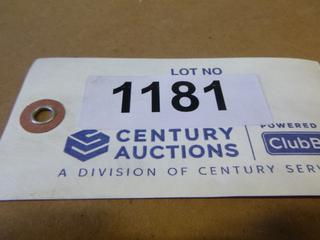 LOT NO
1181
CENTURY
AUCTIONS
POWERED
ClubB
A DIVISION OF CENTURY SERV